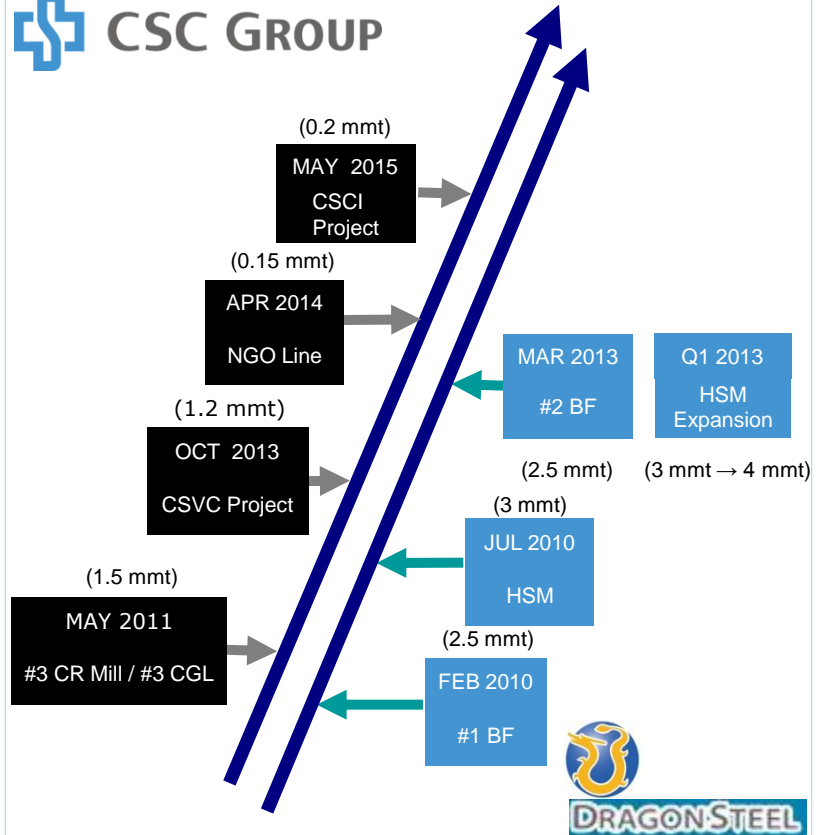 CSC GROUP
(0.2 mmt)
MAY 2015
CSCI
Project
(0.15 mmt)
APR 2014
NGO Line
(1.2 mmt)
OCT 2013
CSVC Project
(1.5 mmt)
MAY 2011
#3 CR Mill / #3 CGL
MAR 2013
#2 BF
(2.5 mmt)
Q1 2013
HSM
Expansion
(3 mmt → 4 mmt)
(3 mmt)
JUL 2010
HSM
(2.5 mmt)
FEB 2010
#1 BF
DRAGON STEEL